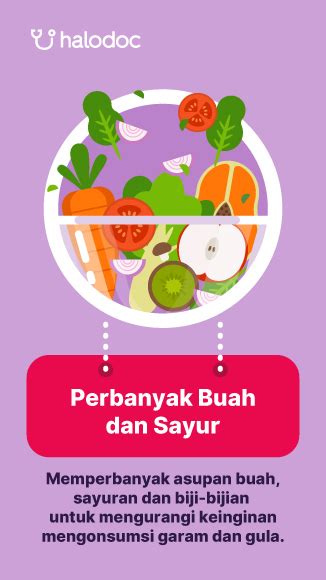 halodoc
Perbanyak Buah
dan Sayur
Memperbanyak asupan buah,
sayuran dan biji-bijian
untuk mengurangi keinginan
mengonsumsi garam dan gula.